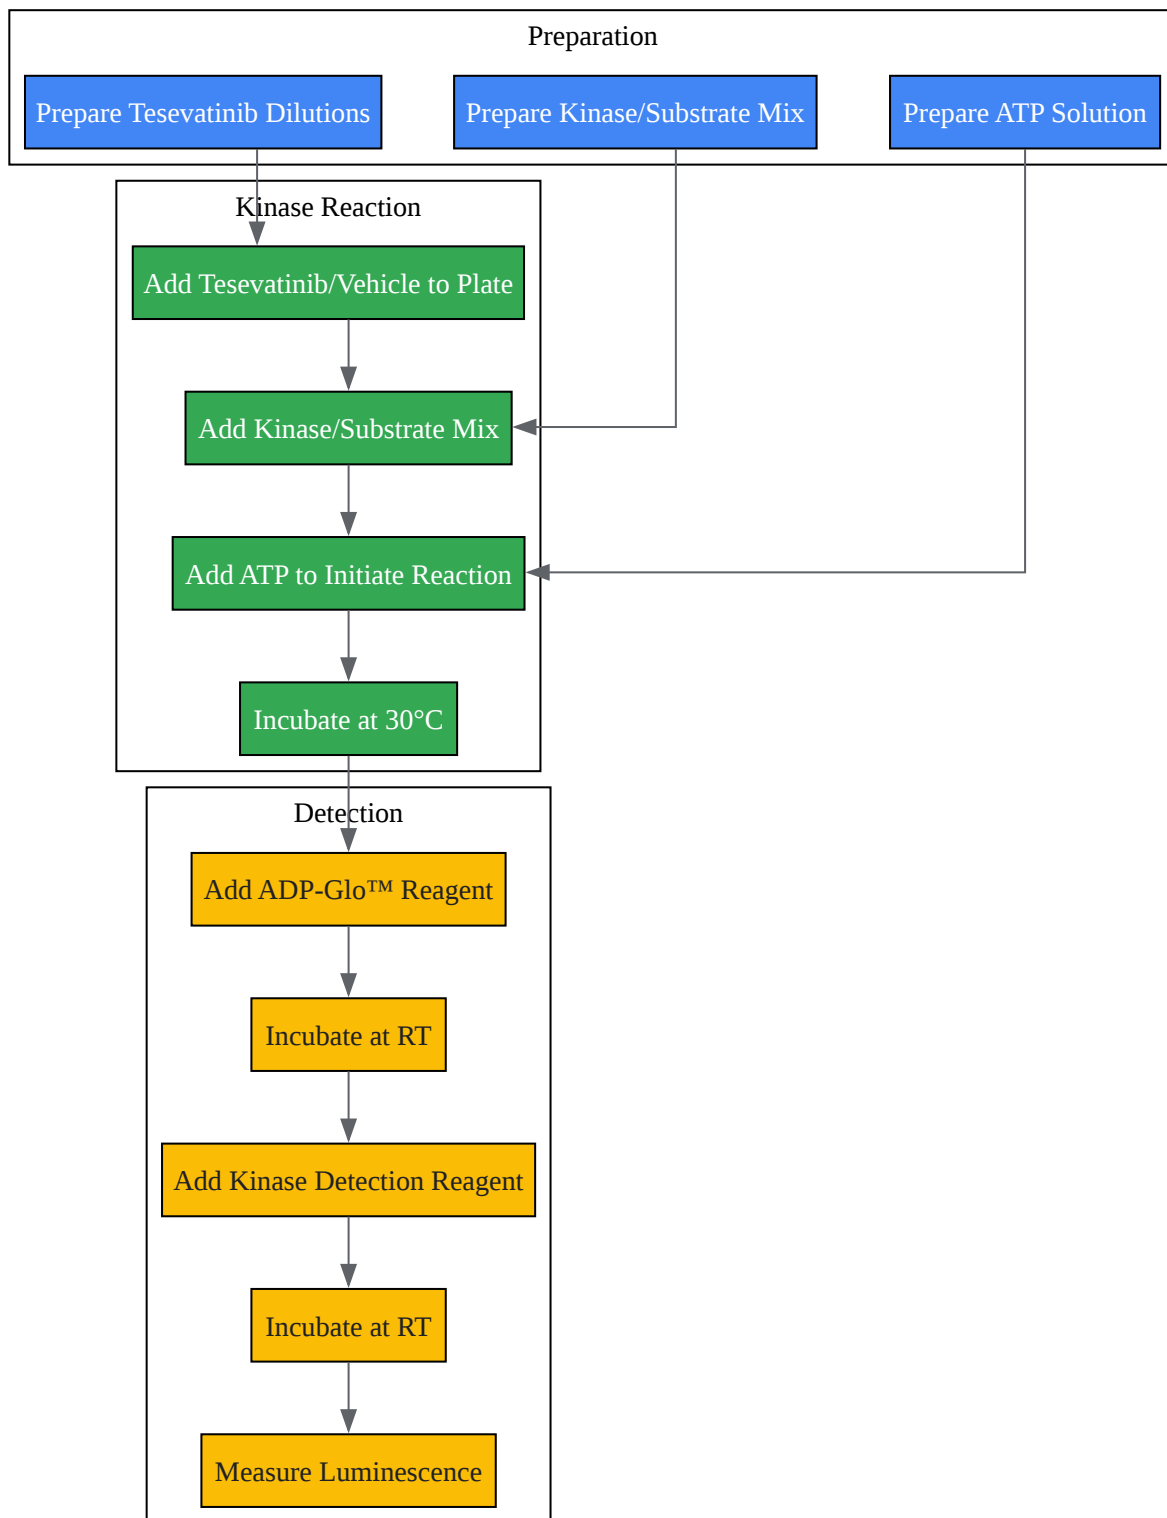 Preparation
Prepare Tesevatinib Dilutions
Prepare Kinase/Substrate Mix
Prepare ATP Solution
Kinase Reaction
Add Tesevatinib/Vehicle to Plate
Add Kinase/Substrate Mix
Add ATP to Initiate Reaction
Incubate at 30°C
Detection
Add ADP-Glo™ Reagent
Incubate at RT
Add Kinase Detection Reagent
Incubate at RT
Measure Luminescence